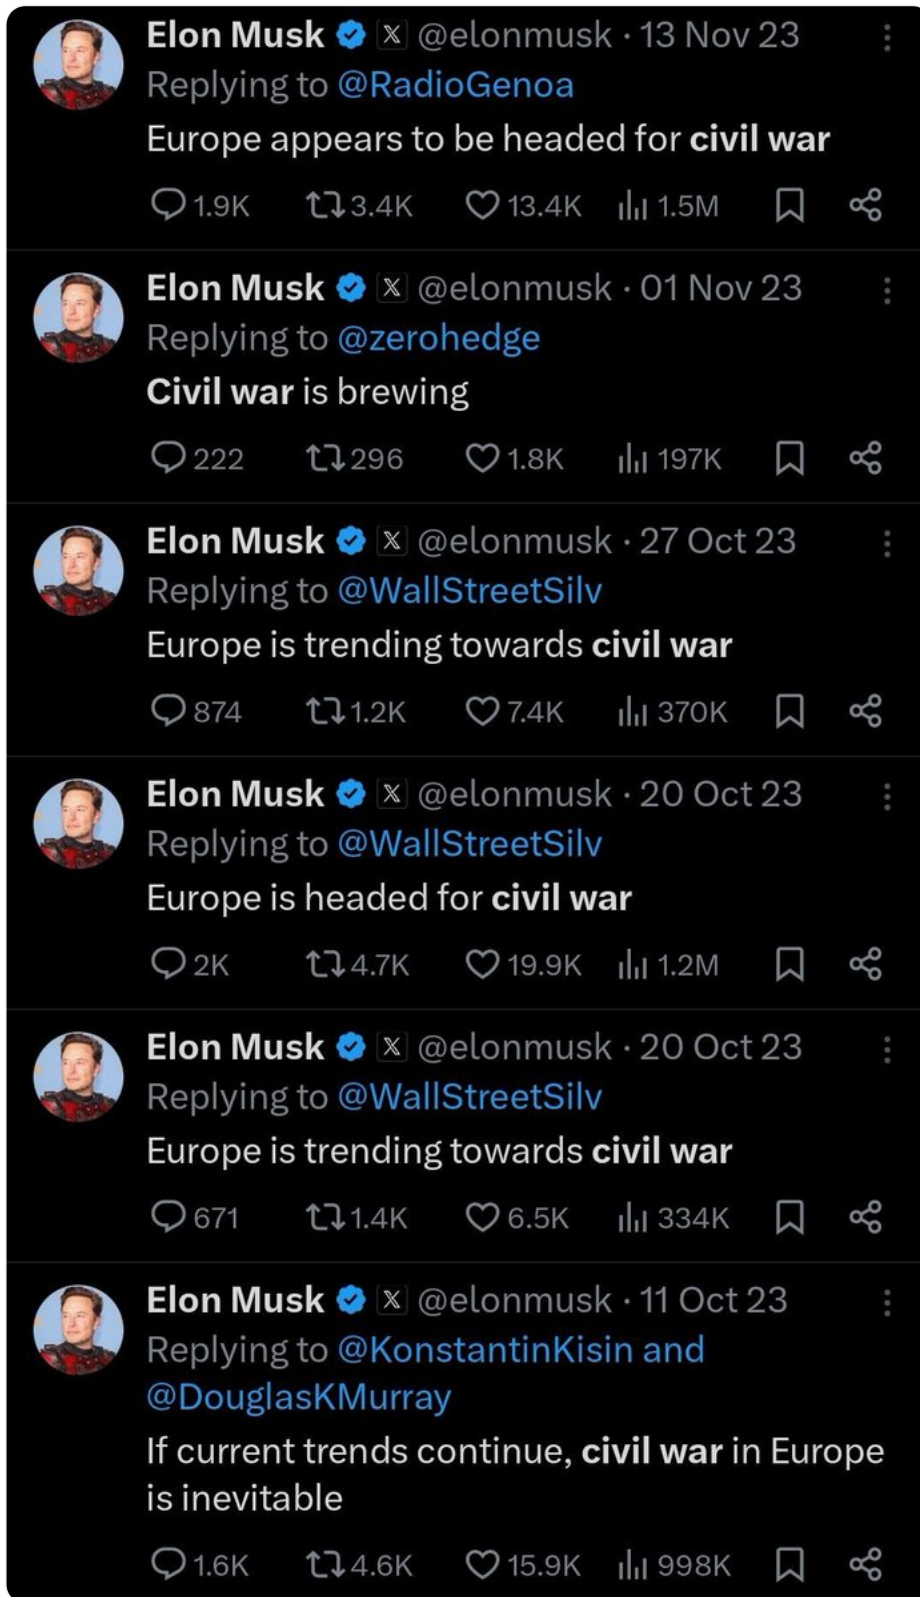 Elon Musk 𝕏 @elonmusk · 13 Nov 23
Replying to @RadioGenoa
Europe appears to be headed for civil war
1.9K 3.4K 13.4K 1.5M
Elon Musk 𝕏 @elonmusk · 01 Nov 23
Replying to @zerohedge
Civil war is brewing
222 296 1.8K 197K
Elon Musk 𝕏 @elonmusk · 27 Oct 23
Replying to @WallStreetSilv
Europe is trending towards civil war
874 1.2K 7.4K 370K
Elon Musk 𝕏 @elonmusk · 20 Oct 23
Replying to @WallStreetSilv
Europe is headed for civil war
2K 4.7K 19.9K 1.2M
Elon Musk 𝕏 @elonmusk · 20 Oct 23
Replying to @WallStreetSilv
Europe is trending towards civil war
671 1.4K 6.5K 334K
Elon Musk 𝕏 @elonmusk · 11 Oct 23
Replying to @KonstantinKisin and
@DouglasKMurray
If current trends continue, civil war in Europe
is inevitable
1.6K 4.6K 15.9K 998K